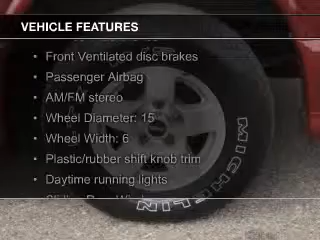 VEHICLE FEATURES
• Front Ventilated disc brakes
• Passenger Airbag
• AM/FM stereo
• Wheel Diameter: 15
• Wheel Width: 6
• Plastic/rubber shift knob trim
• Daytime running lights
MICHELIN